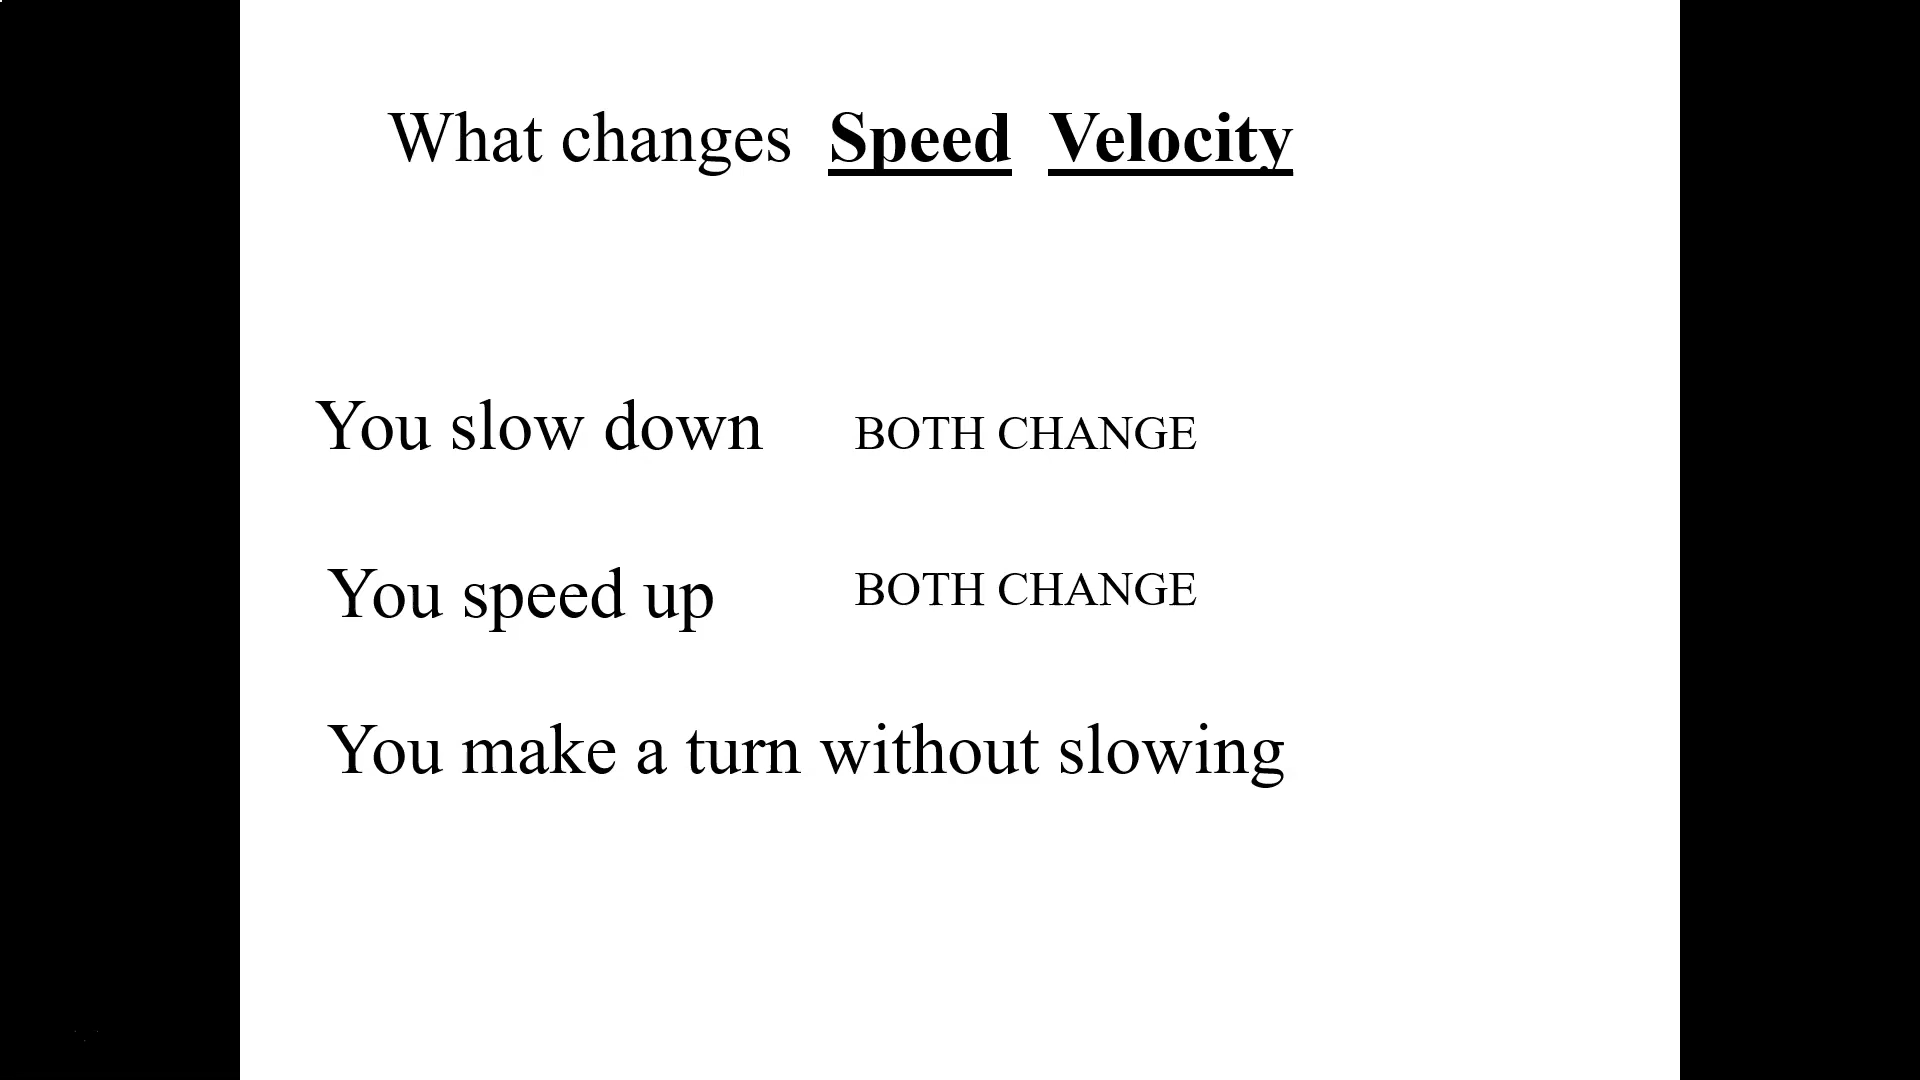 What changes Speed Velocity
You slow down BOTH CHANGE
You speed up BOTH CHANGE
You make a turn without slowing